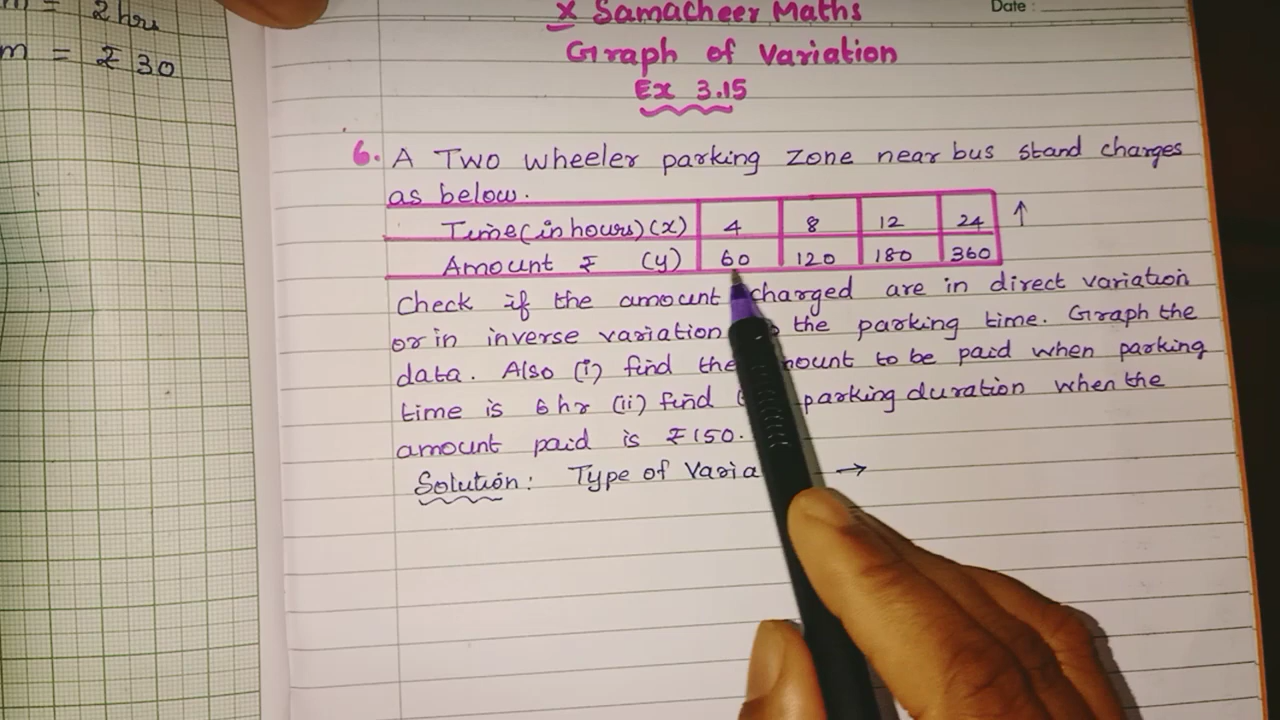 m = 2 hrs
m = ₹ 30
X Samacheer Maths
Date :
Graph of Variation
Ex 3.15
6. A Two wheeler parking zone near bus stand charges
as below.
Time(in hours)(x) 4 8 12 24 ↑
Amount ₹ (y) 60 120 180 360
Check if the amount charged are in direct variation
or in inverse variation the parking time. Graph the
data. Also (i) find the to be paid when parking
time is 6 hr (ii) find parking duration when the
amount paid is ₹150.
Solution: Type of Varia →